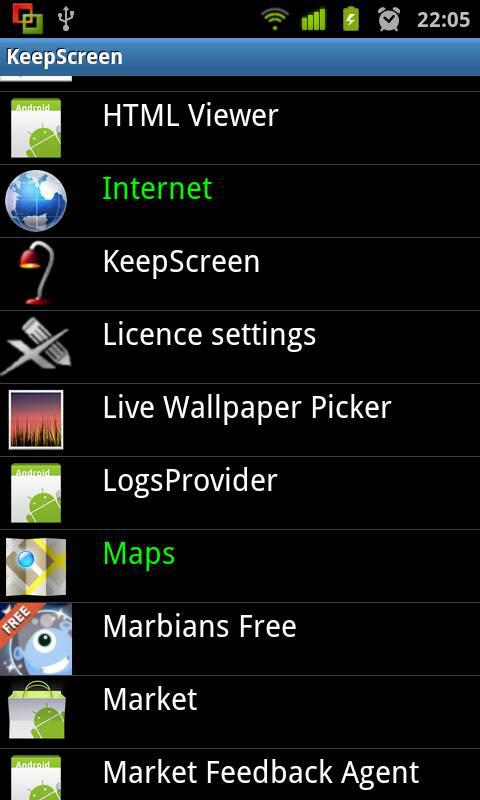 22:05
KeepScreen
Android
HTML Viewer
Internet
KeepScreen
Licence settings
Live Wallpaper Picker
Android
LogsProvider
Maps
FREE
Marbians Free
Market
Android
Market Feedback Agent